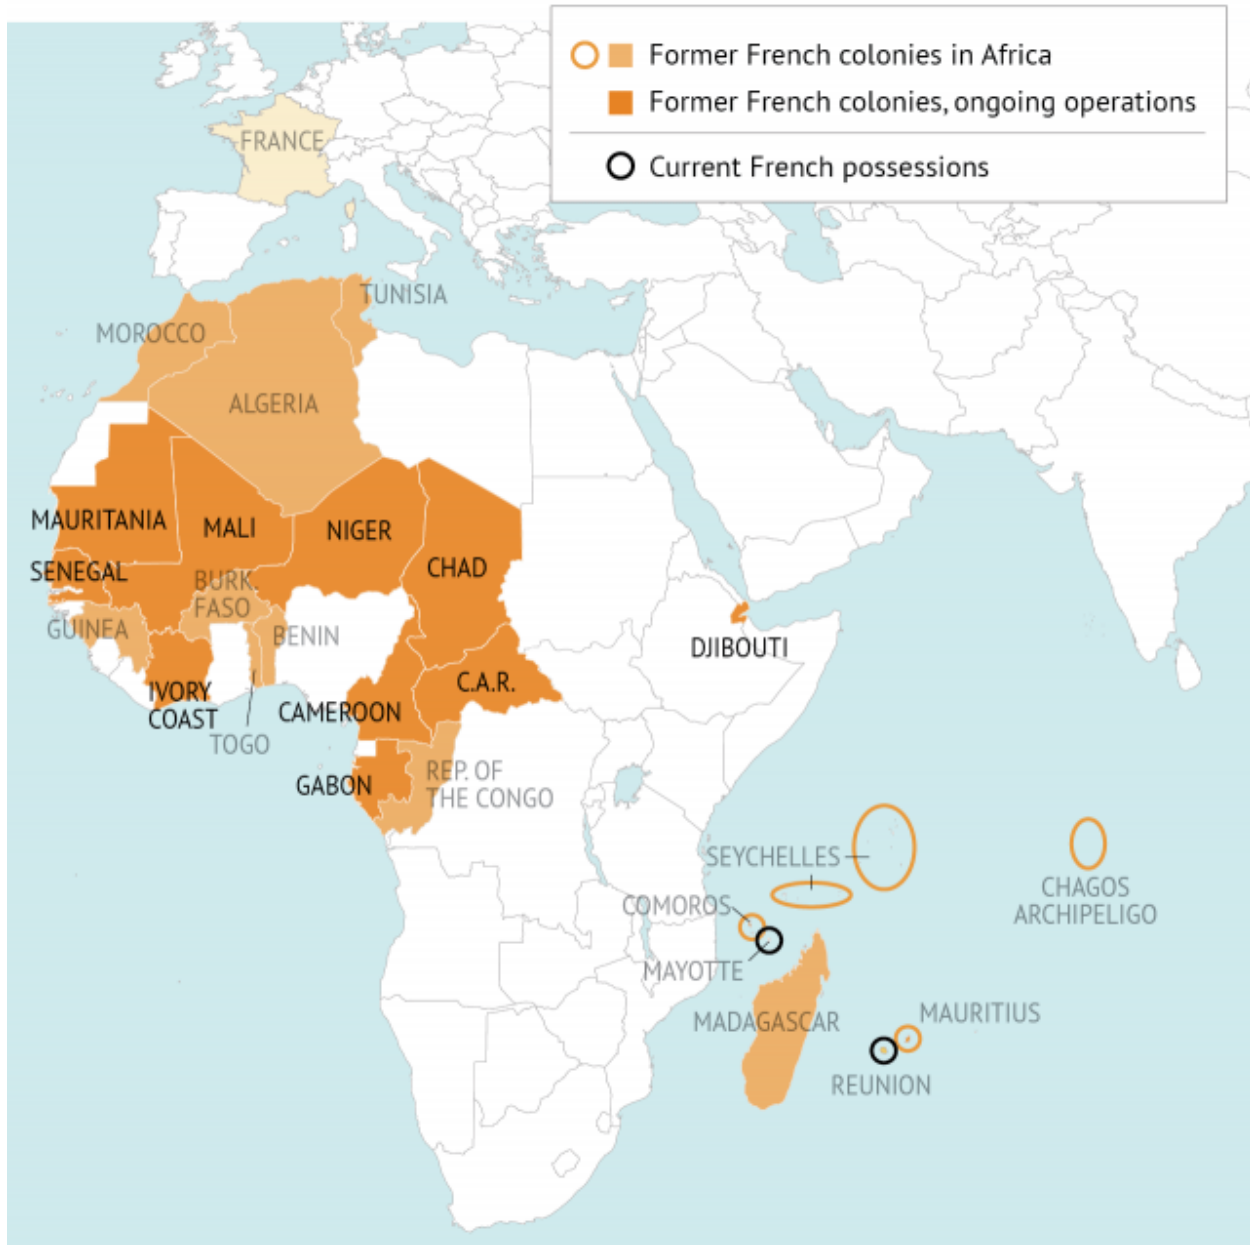 Former French colonies in Africa
Former French colonies, ongoing operations
Current French possessions
FRANCE
TUNISIA
MOROCCO
ALGERIA
MAURITANIA
MALI
NIGER
CHAD
SENEGAL
BURK.
FASO
GUINEA
BENIN
DJIBOUTI
IVORY
COAST
TOGO
CAMEROON
C.A.R.
GABON
REP. OF
THE CONGO
SEYCHELLES
CHAGOS
ARCHIPELIGO
COMOROS
MAYOTTE
MADAGASCAR
MAURITIUS
REUNION